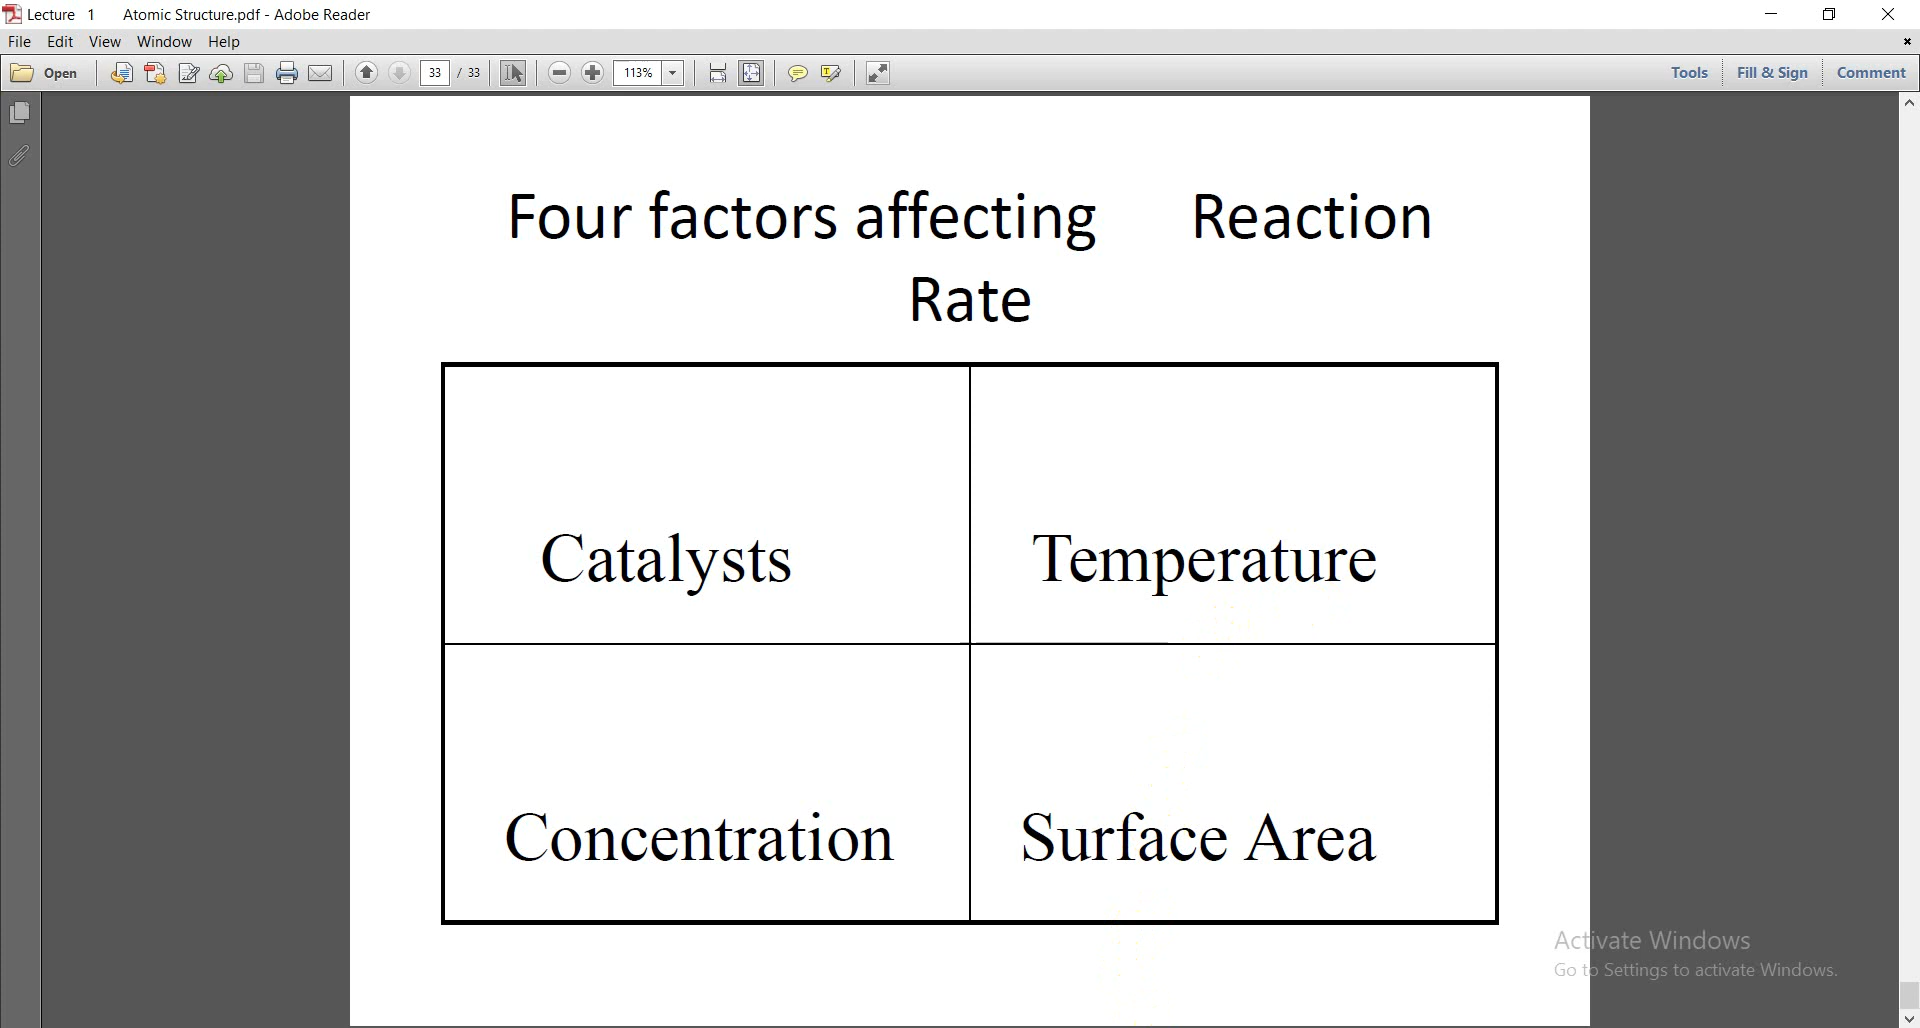 Lecture 1 Atomic Structure.pdf - Adobe Reader
File Edit View Window Help
Open 33 / 33 113% Tools Fill & Sign Comment
Four factors affecting Reaction
Rate
Catalysts Temperature
Concentration Surface Area
Activate Windows
Go to Settings to activate Windows.